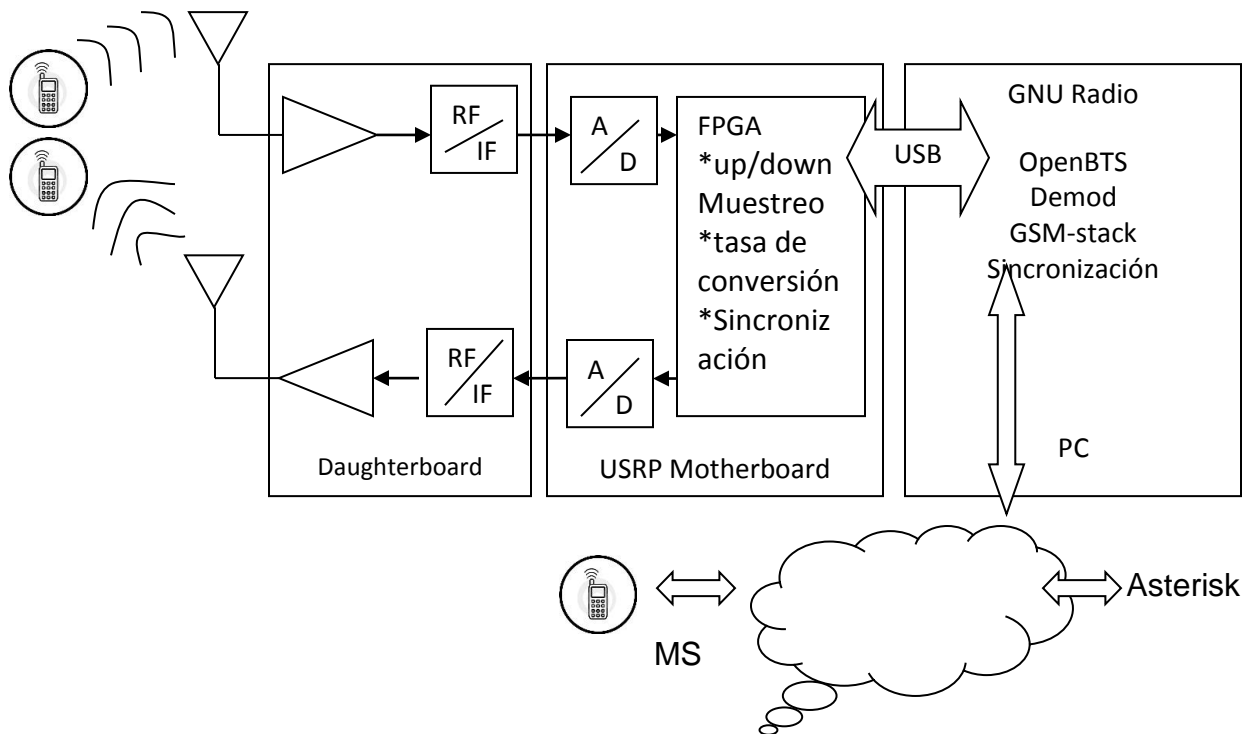 RF
IF
A
D
FPGA
*up/down
Muestreo
*tasa de
conversión
*Sincroniz
ación
USB
GNU Radio
OpenBTS
Demod
GSM-stack
Sincronización
RF
IF
A
D
Daughterboard
USRP Motherboard
PC
MS
Asterisk